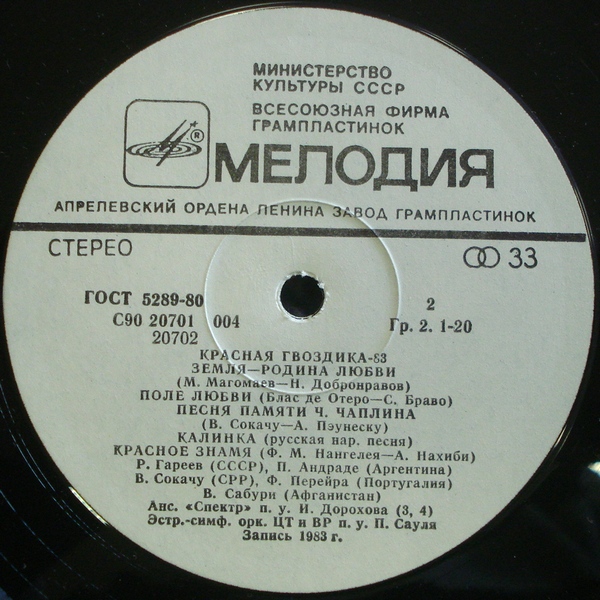 МИНИСТЕРСТВО
КУЛЬТУРЫ СССР
ВСЕСОЮЗНАЯ ФИРМА
ГРАМПЛАСТИНОК
®
МЕЛОДИЯ
АПРЕЛЕВСКИЙ ОРДЕНА ЛЕНИНА ЗАВОД ГРАМПЛАСТИНОК
СТЕРЕО
33
ГОСТ 5289-80
2
С90 20701 004
Гр. 2. 1-20
20702
КРАСНАЯ ГВОЗДИКА-83
ЗЕМЛЯ—РОДИНА ЛЮБВИ
(М. Магомаев—Н. Добронравов)
ПОЛЕ ЛЮБВИ (Блас де Отеро—С. Браво)
ПЕСНЯ ПАМЯТИ Ч. ЧАПЛИНА
(В. Сокачу—А. Пэунеску)
КАЛИНКА (русская нар. песня)
КРАСНОЕ ЗНАМЯ (Ф. М. Нангелея—А. Нахиби)
Р. Гареев (СССР), П. Андраде (Аргентина)
В. Сокачу (СРР), Ф. Перейра (Португалия)
В. Сабури (Афганистан)
Анс. «Спектр» п. у. И. Дорохова (3, 4)
Эстр.-симф. орк. ЦТ и ВР п. у. П. Сауля
Запись 1983 г.